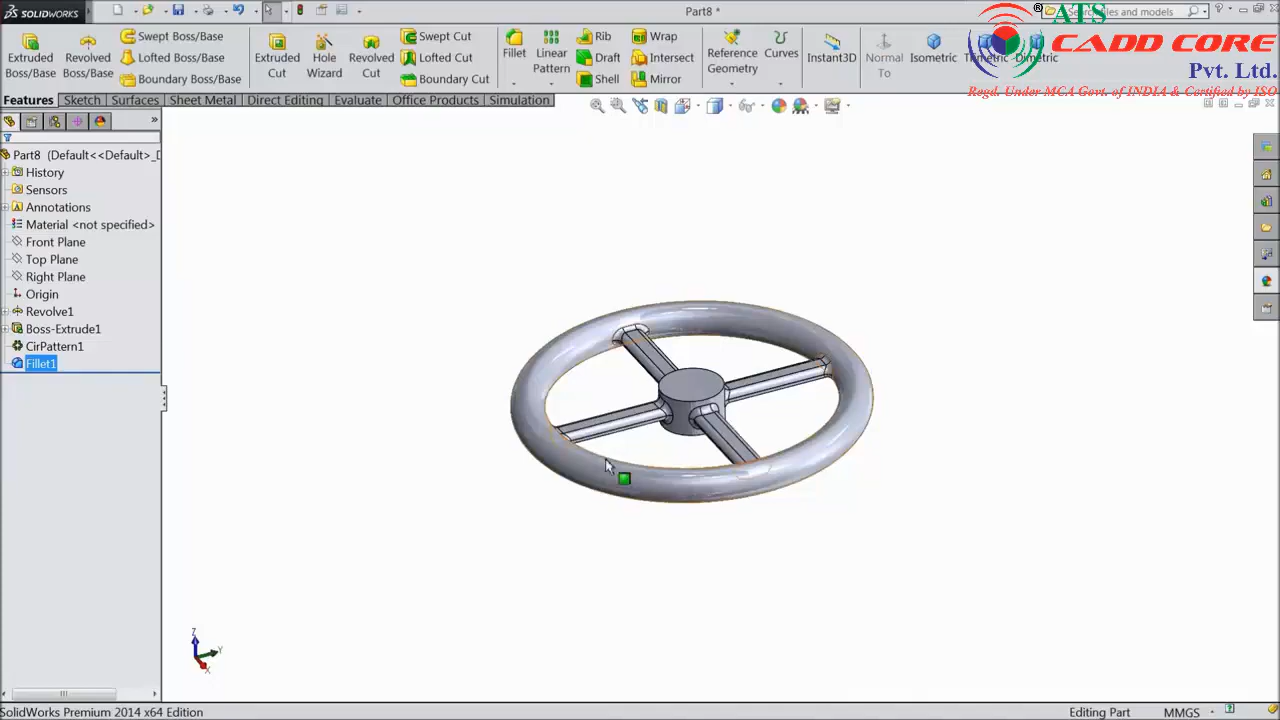 SOLIDWORKS
Part8 *
Search files and models
®
ATS
CADD CORE
Pvt. Ltd.
Regd. Under MCA Govt. of INDIA & Certified by ISO
Extruded Boss/Base
Revolved Boss/Base
Swept Boss/Base
Lofted Boss/Base
Boundary Boss/Base
Extruded Cut
Hole Wizard
Revolved Cut
Swept Cut
Lofted Cut
Boundary Cut
Fillet
Linear Pattern
Rib
Draft
Shell
Wrap
Intersect
Mirror
Reference Geometry
Curves
Instant3D
Normal To
Isometric
Trimetric
Dimetric
Features Sketch Surfaces Sheet Metal Direct Editing Evaluate Office Products Simulation
Part8 (Default<<Default>_D
History
Sensors
Annotations
Material <not specified>
Front Plane
Top Plane
Right Plane
Origin
Revolve1
Boss-Extrude1
CirPattern1
Fillet1
Z
Y
X
SolidWorks Premium 2014 x64 Edition
Editing Part
MMGS